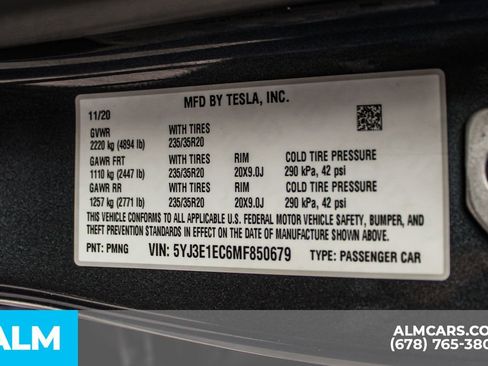 MFD BY TESLA, INC.
11/20
GVWR WITH TIRES
2220 kg (4894 lb) 235/35R20
GAWR FRT WITH TIRES RIM COLD TIRE PRESSURE
1110 kg (2447 lb) 235/35R20 20X9.0J 290 kPa, 42 psi
GAWR RR WITH TIRES RIM COLD TIRE PRESSURE
1257 kg (2771 lb) 235/35R20 20X9.0J 290 kPa, 42 psi
THIS VEHICLE CONFORMS TO ALL APPLICABLE U.S. FEDERAL MOTOR VEHICLE SAFETY, BUMPER, AND
THEFT PREVENTION STANDARDS IN EFFECT ON THE DATE OF MANUFACTURE SHOWN ABOVE.
PNT: PMNG VIN: 5YJ3E1EC6MF850679 TYPE: PASSENGER CAR
ALM
ALMCARS.CO
(678) 765-380